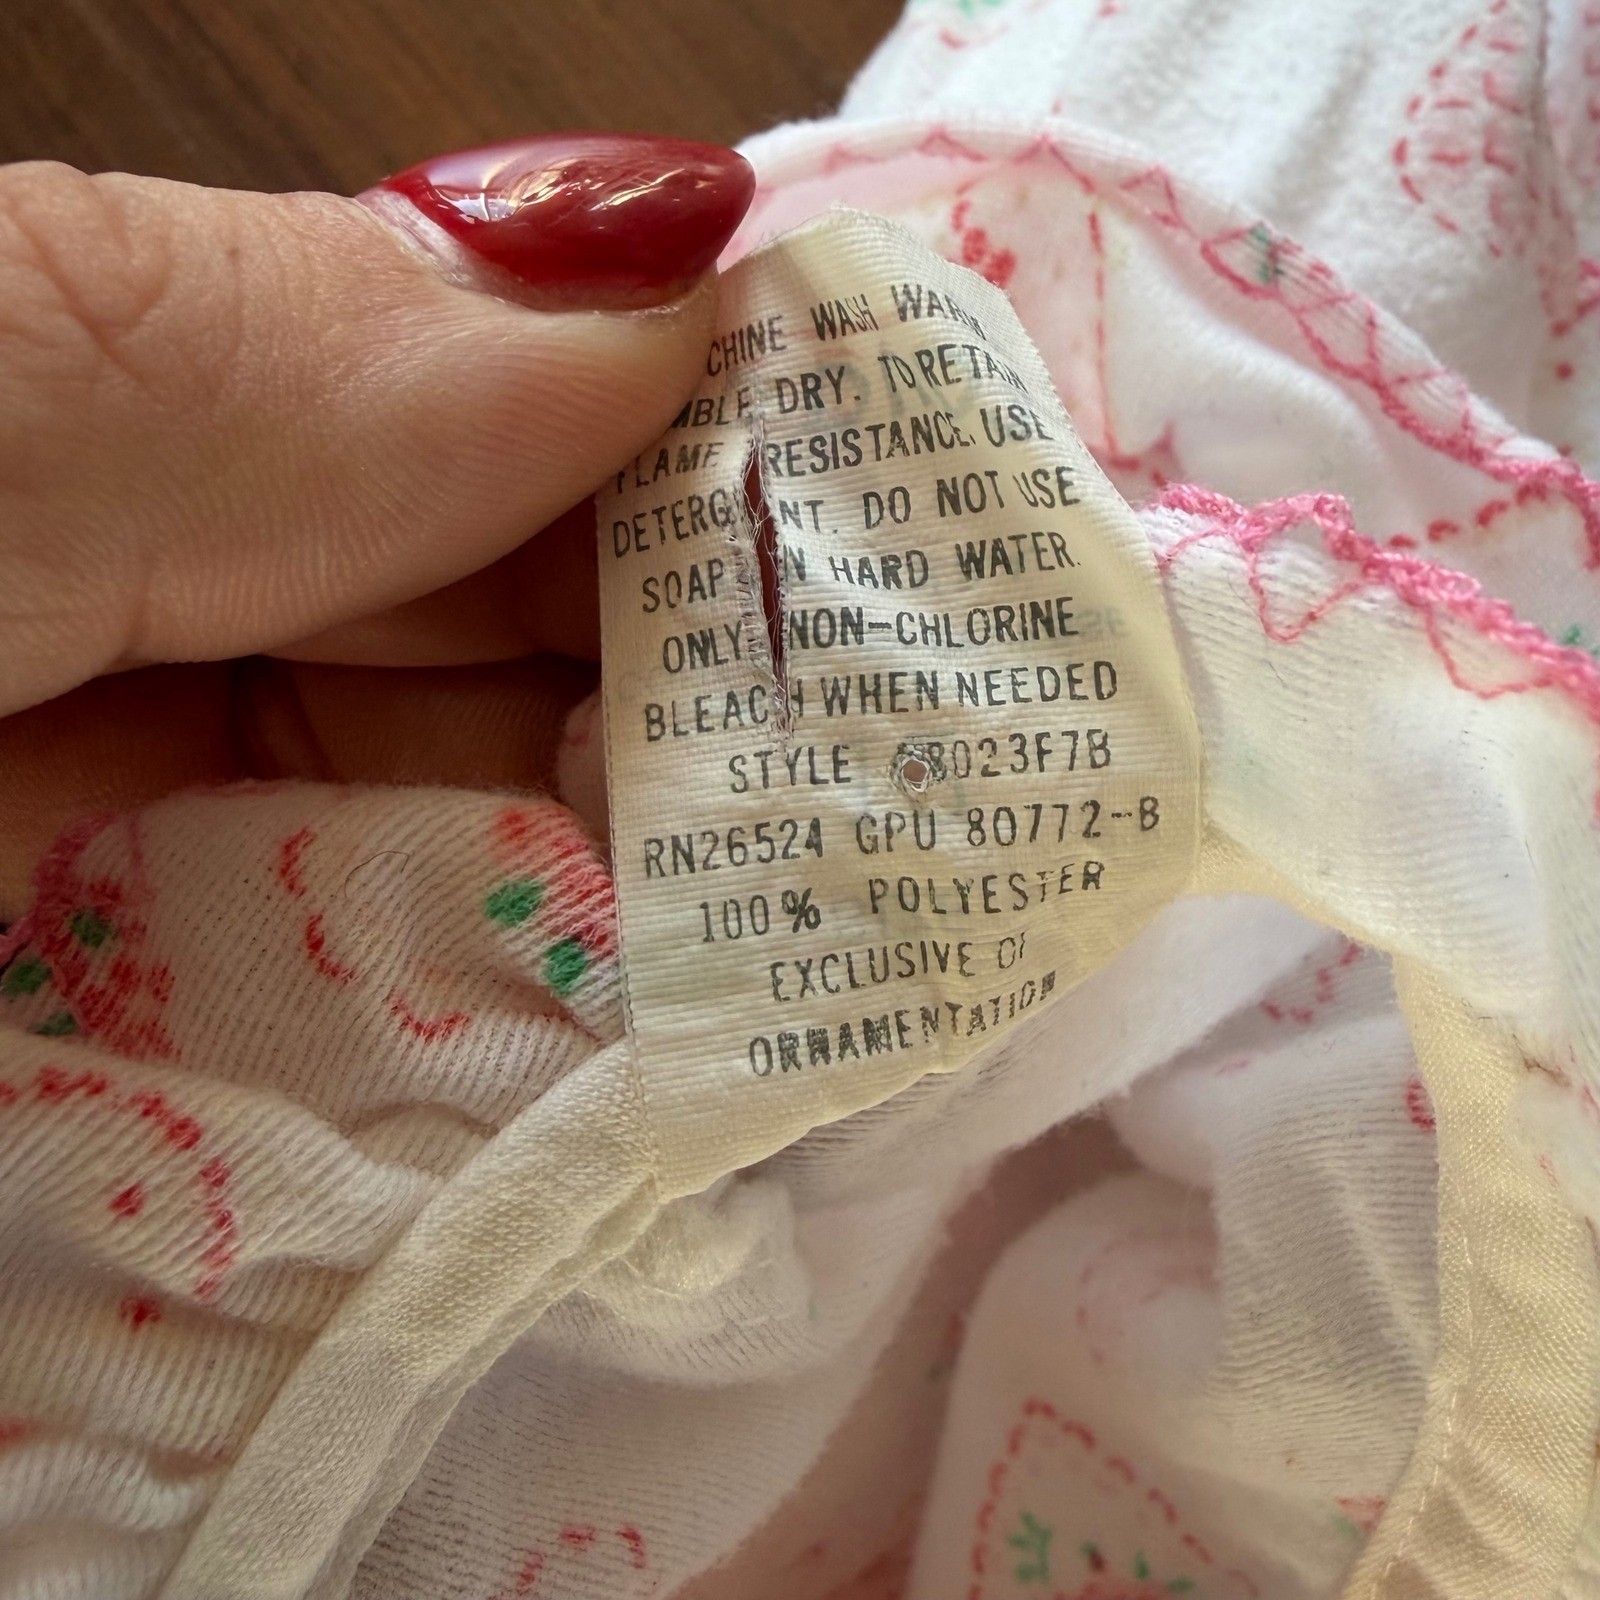 CHINE WASH WARM
MBLE DRY. TO RETAIN
FLAME RESISTANCE, USE
DETERG NT. DO NOT USE
SOAP IN HARD WATER.
ONLY NON-CHLORINE
BLEACH WHEN NEEDED
STYLE 8023F7B
RN26524 GPU 80772-B
100% POLYESTER
EXCLUSIVE OF
ORNAMENTATION